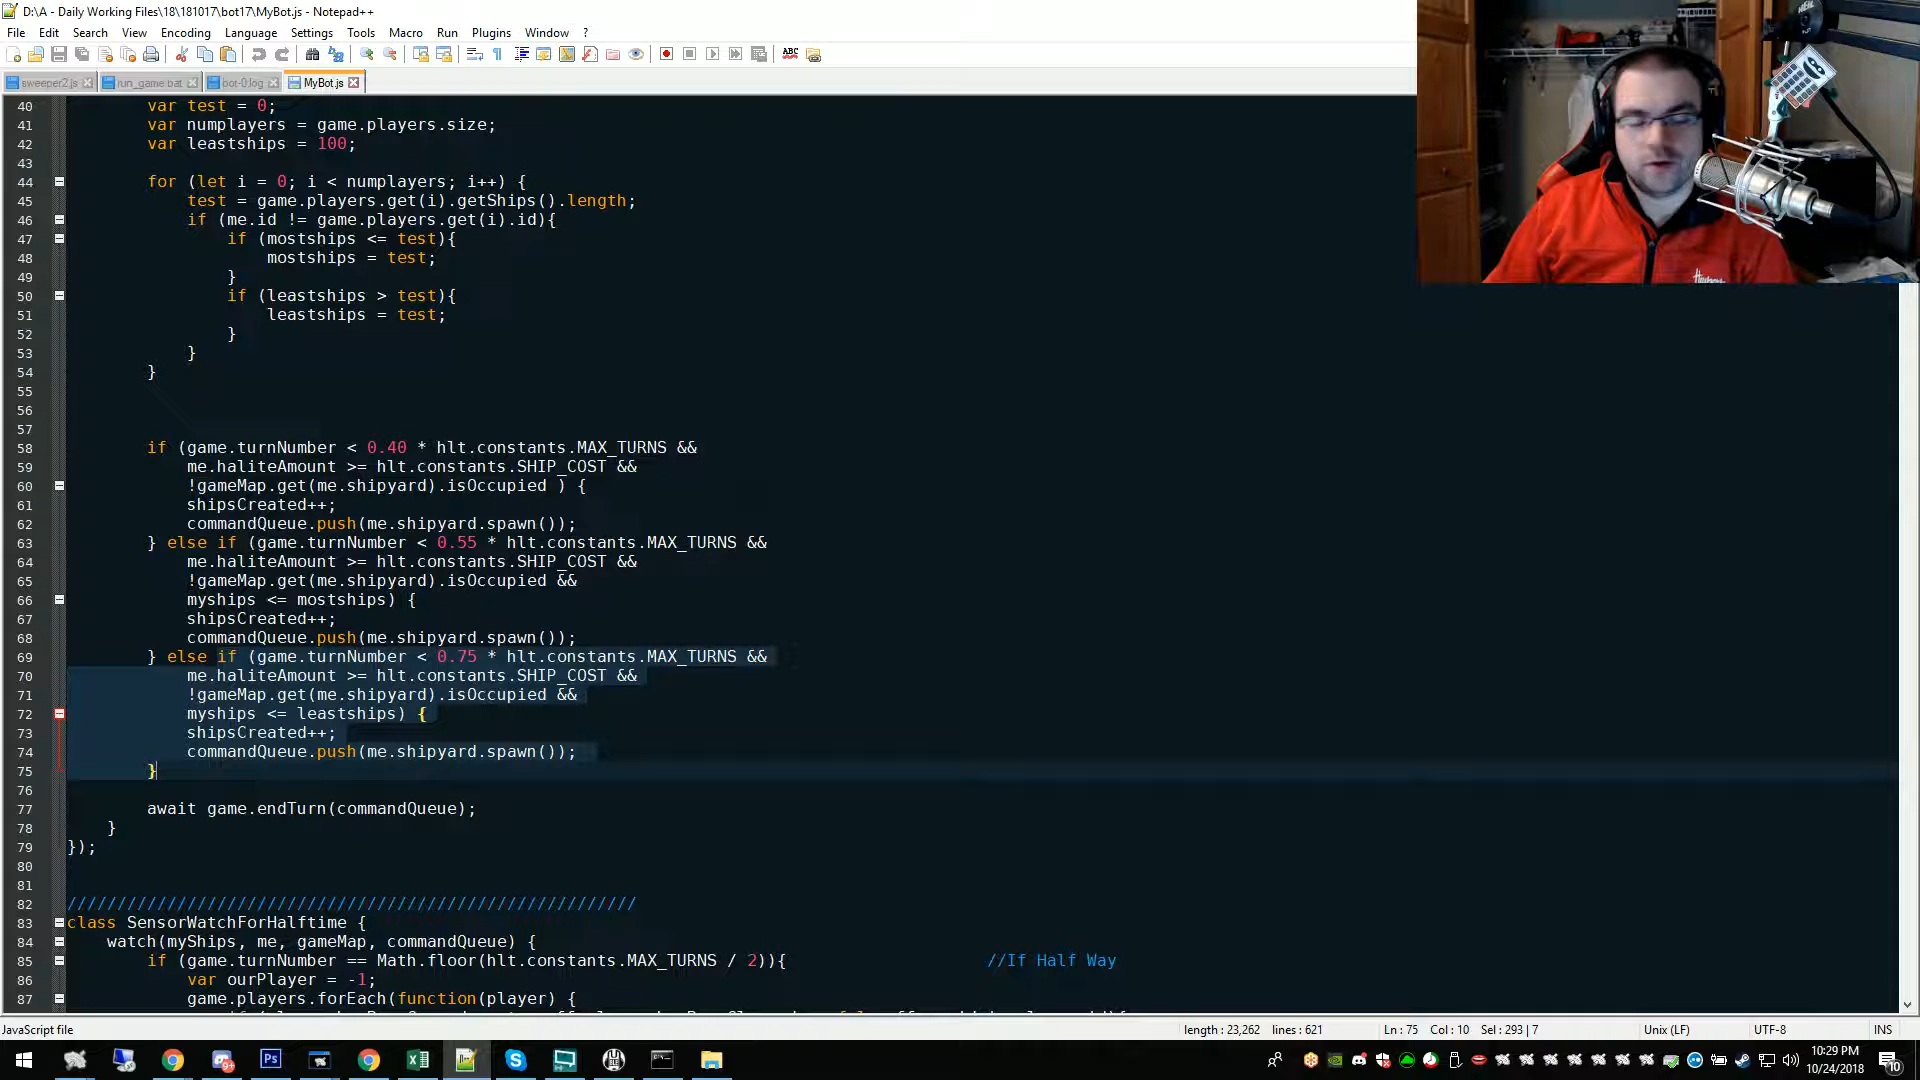 D:\A - Daily Working Files\18\181017\bot17\MyBot.js - Notepad++
File Edit Search View Encoding Language Settings Tools Macro Run Plugins Window ?
sweeper2.js run_game.bat bot-0.log MyBot.js
40 var test = 0;
41 var numplayers = game.players.size;
42 var leastships = 100;
43
44 for (let i = 0; i < numplayers; i++) {
45 test = game.players.get(i).getShips().length;
46 if (me.id != game.players.get(i).id){
47 if (mostships <= test){
48 mostships = test;
49 }
50 if (leastships > test){
51 leastships = test;
52 }
53 }
54 }
55
56
57
58 if (game.turnNumber < 0.40 * hlt.constants.MAX_TURNS &&
59 me.haliteAmount >= hlt.constants.SHIP_COST &&
60 !gameMap.get(me.shipyard).isOccupied ) {
61 shipsCreated++;
62 commandQueue.push(me.shipyard.spawn());
63 } else if (game.turnNumber < 0.55 * hlt.constants.MAX_TURNS &&
64 me.haliteAmount >= hlt.constants.SHIP_COST &&
65 !gameMap.get(me.shipyard).isOccupied &&
66 myships <= mostships) {
67 shipsCreated++;
68 commandQueue.push(me.shipyard.spawn());
69 } else if (game.turnNumber < 0.75 * hlt.constants.MAX_TURNS &&
70 me.haliteAmount >= hlt.constants.SHIP_COST &&
71 !gameMap.get(me.shipyard).isOccupied &&
72 myships <= leastships) {
73 shipsCreated++;
74 commandQueue.push(me.shipyard.spawn());
75 }
76
77 await game.endTurn(commandQueue);
78 }
79 });
80
81
82 /////////////////////////////////////////////////////////
83 class SensorWatchForHalftime {
84 watch(myShips, me, gameMap, commandQueue) {
85 if (game.turnNumber == Math.floor(hlt.constants.MAX_TURNS / 2)){ //If Half Way
86 var ourPlayer = -1;
87 game.players.forEach(function(player) {
JavaScript file length : 23,262 lines : 621 Ln : 75 Col : 10 Sel : 293 | 7 Unix (LF) UTF-8 INS
10:29 PM
10/24/2018
10